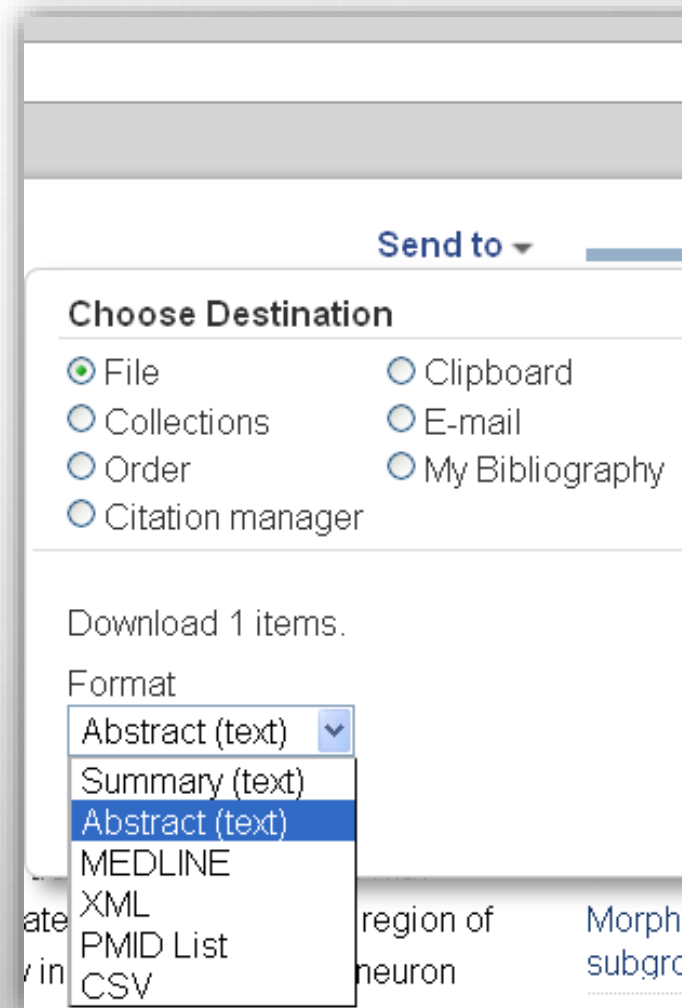 Send to
Choose Destination
File Clipboard
Collections E-mail
Order My Bibliography
Citation manager
Download 1 items.
Format
Abstract (text)
Summary (text)
Abstract (text)
MEDLINE
XML
PMID List
CSV
region of
neuron
Morph
subgro